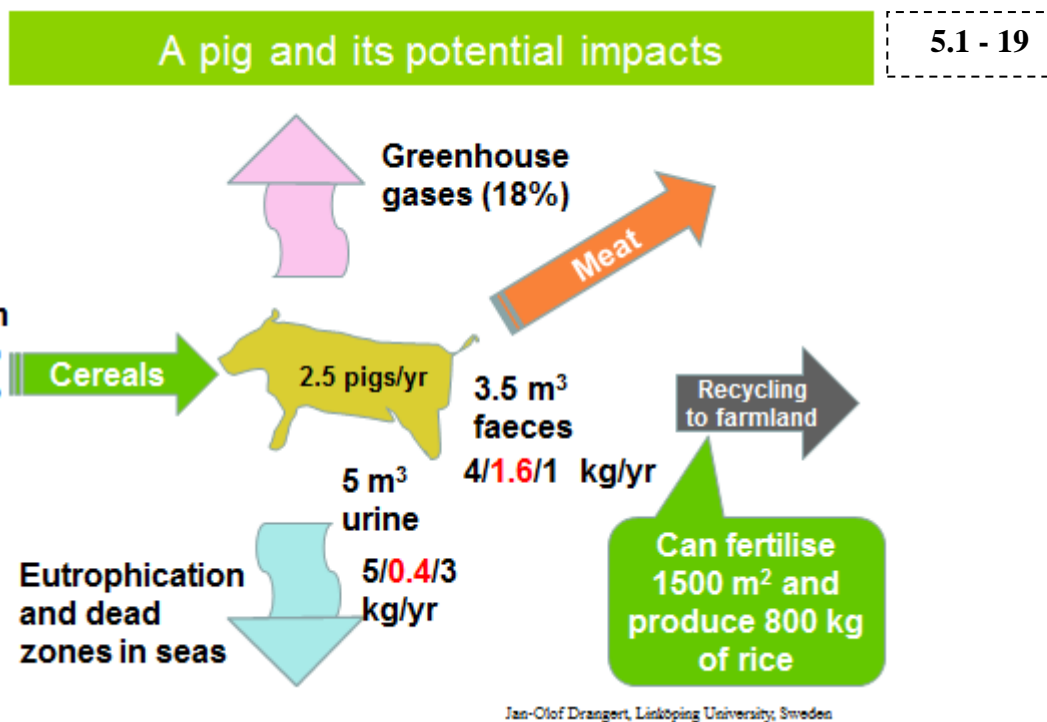 A pig and its potential impacts
5.1 - 19
Greenhouse
gases (18%)
Meat
Cereals
2.5 pigs/yr
3.5 m³
faeces
4/1.6/1 kg/yr
Recycling
to farmland
5 m³
urine
5/0.4/3
kg/yr
Eutrophication
and dead
zones in seas
Can fertilise
1500 m² and
produce 800 kg
of rice
Jan-Olof Drangert, Linköping University, Sweden